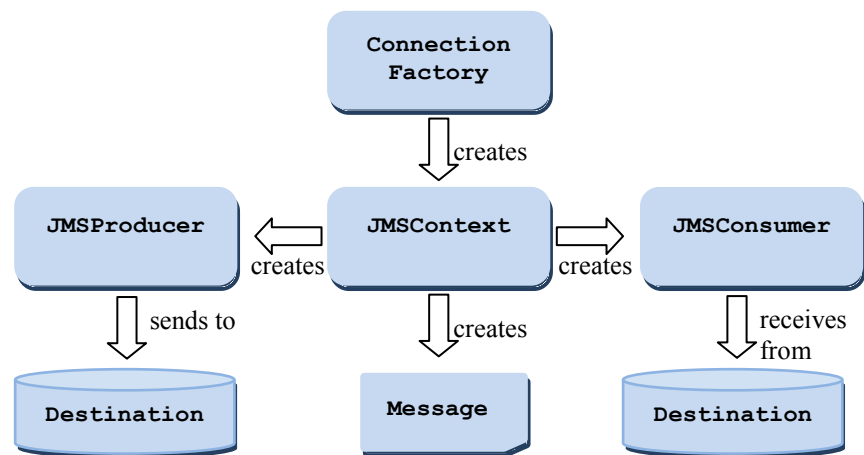 Connection
Factory
creates
JMSProducer
JMSContext
JMSConsumer
creates
creates
sends to
creates
receives
from
Destination
Message
Destination